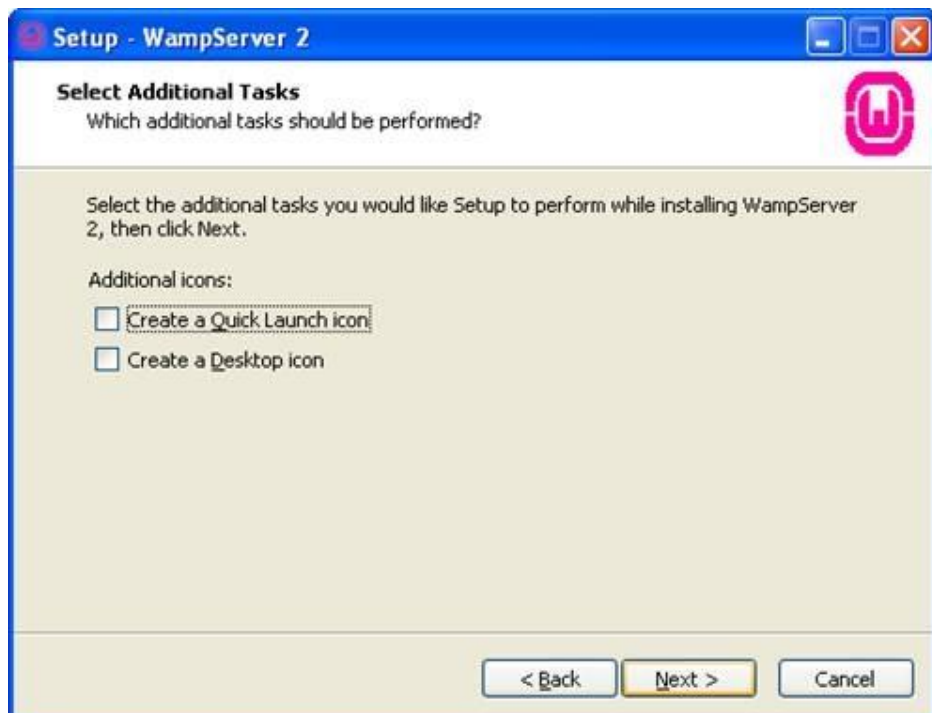 Setup - WampServer 2
Select Additional Tasks
Which additional tasks should be performed?
Select the additional tasks you would like Setup to perform while installing WampServer
2, then click Next.
Additional icons:
Create a Quick Launch icon
Create a Desktop icon
< Back
Next >
Cancel